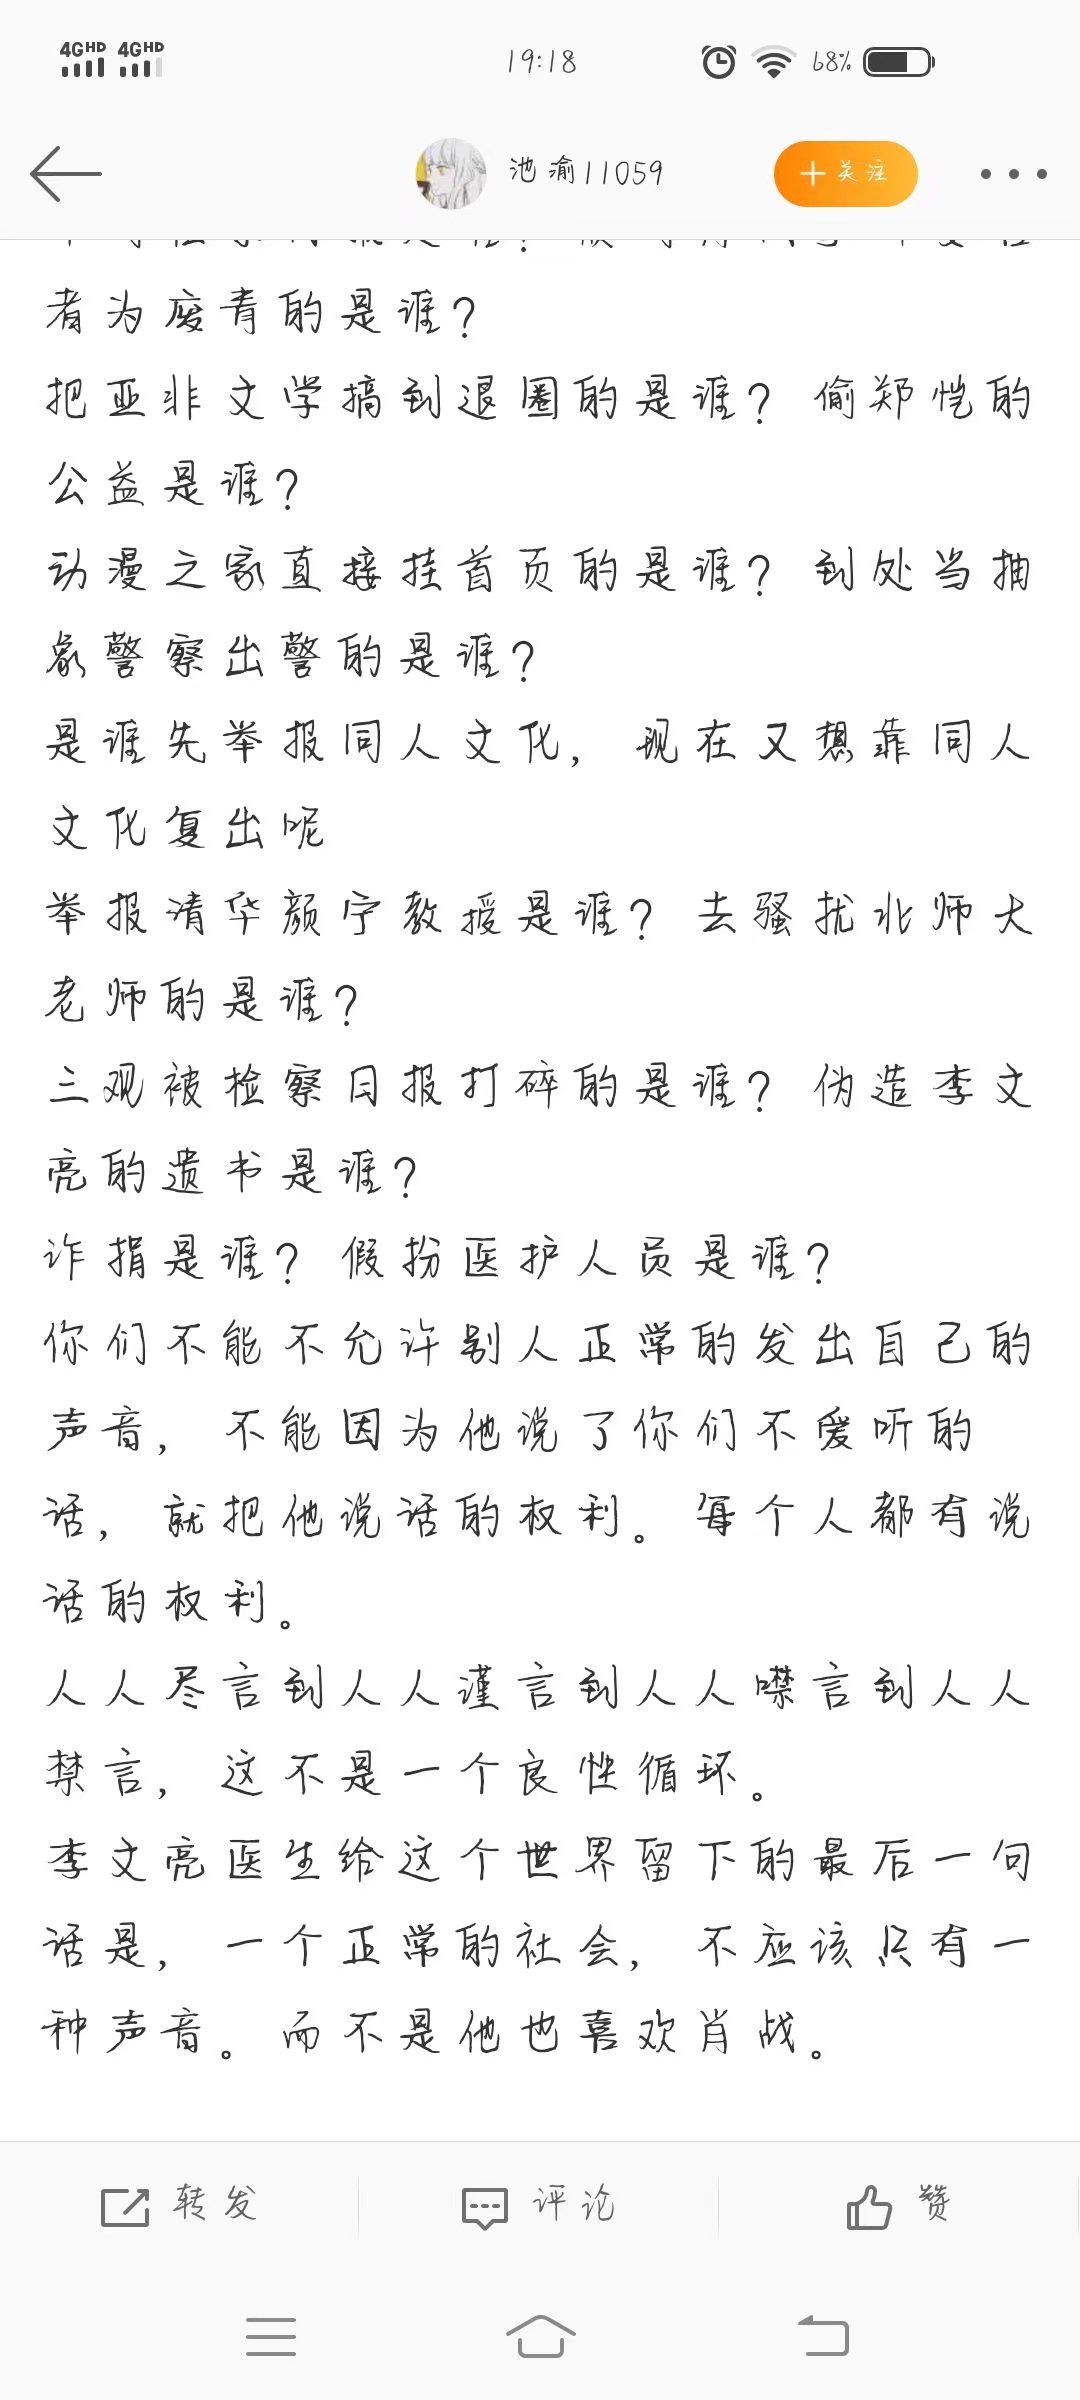 4GHD 4GHD 19:18 68%
池渝11059 关注
者为废青的是谁?
把亚非文学搞到退圈的是谁?偷郑恺的
公益是谁?
动漫之家直接挂首页的是谁?到处当抽
象警察出警的是谁?
是谁先举报同人文化,现在又想靠同人
文化复出呢
举报清华颜宁教授是谁?去骚扰北师大
老师的是谁?
三观被检察日报打碎的是谁?伪造李文
亮的遗书是谁?
诈捐是谁?假扮医护人员是谁?
你们不能不允许别人正常的发出自己的
声音,不能因为他说了你们不爱听的
话,就把他说话的权利。每个人都有说
话的权利。
人人尽言到人人谨言到人人噤言到人人
禁言,这不是一个良性循环。
李文亮医生给这个世界留下的最后一句
话是,一个正常的社会,不应该只有一
种声音。而不是他也喜欢肖战。
转发 评论 赞